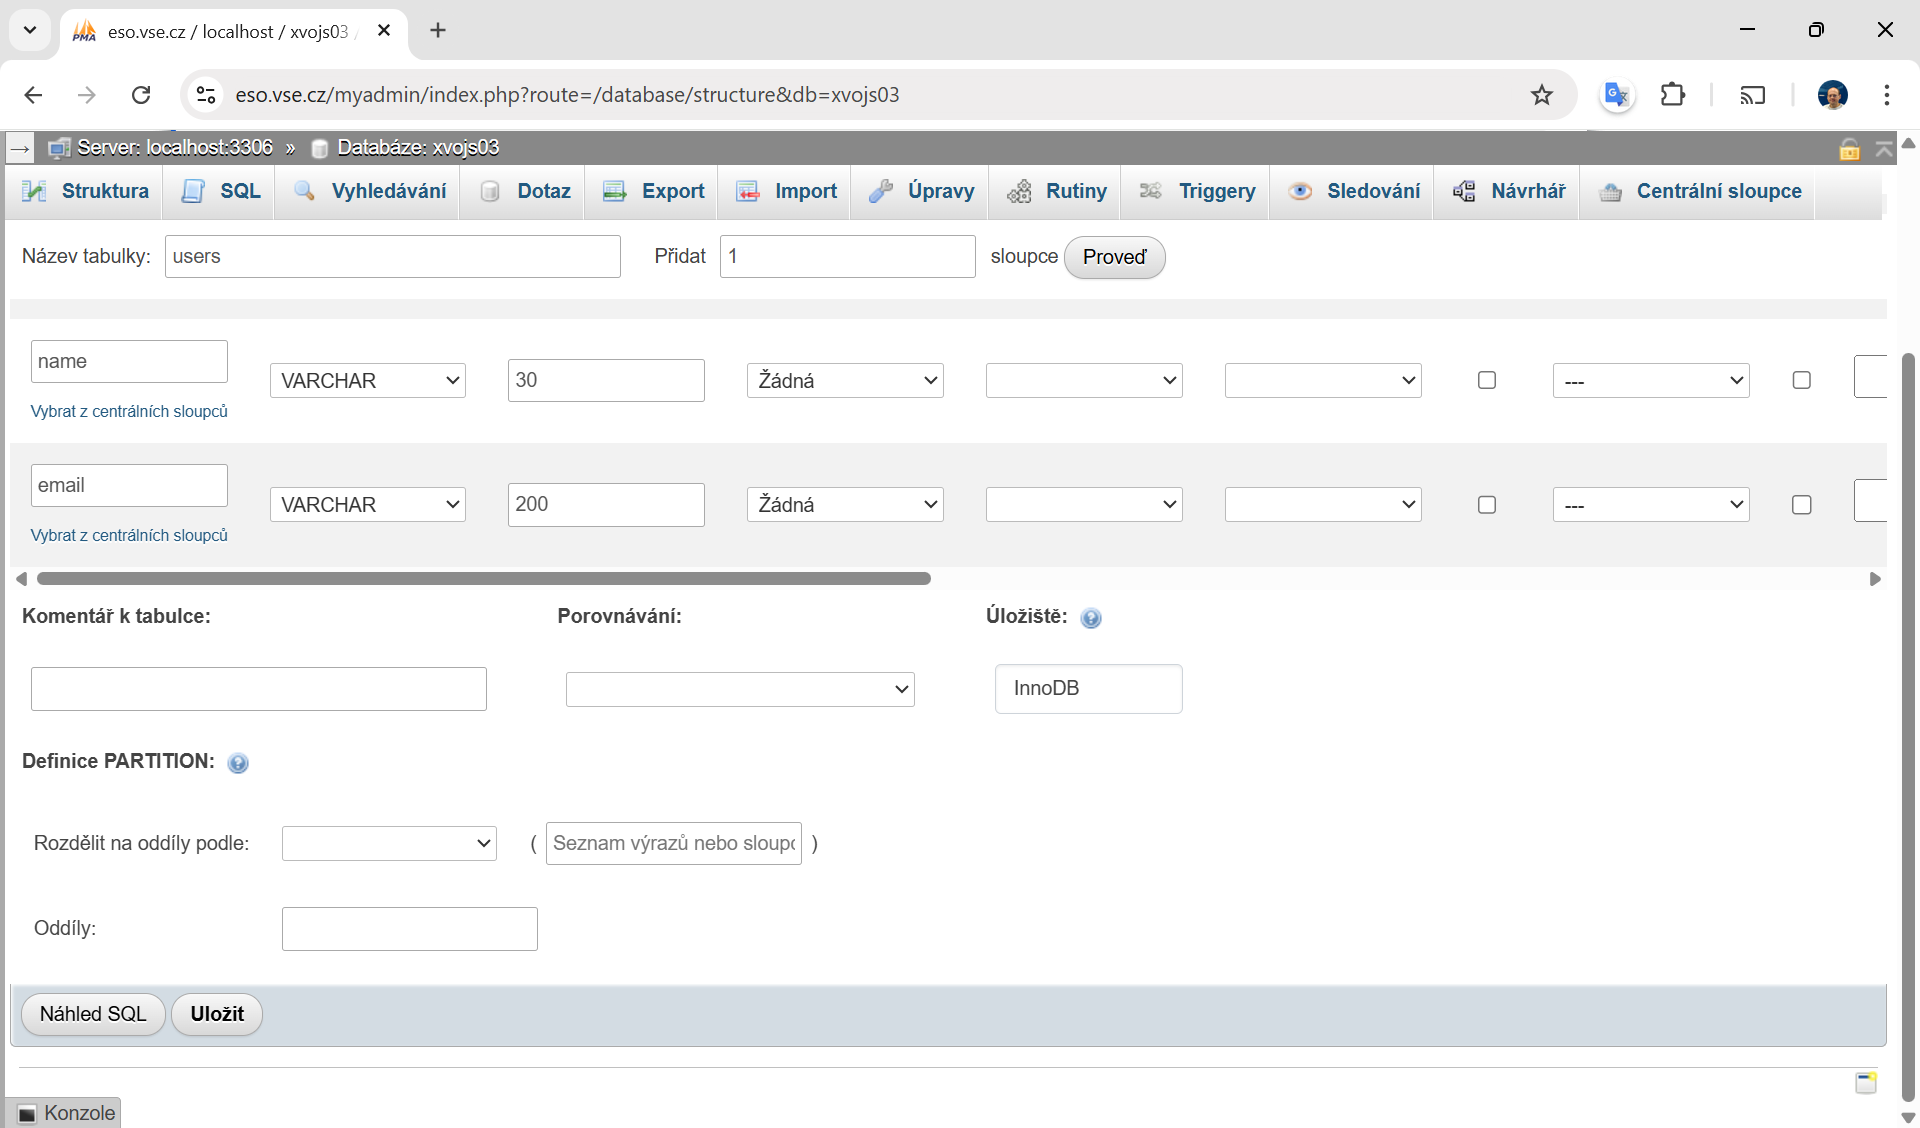 eso.vse.cz / localhost / xvojs03 /
eso.vse.cz/myadmin/index.php?route=/database/structure&db=xvojs03
Server: localhost:3306 » Databáze: xvojs03
Struktura SQL Vyhledávání Dotaz Export Import Úpravy Rutiny Triggery Sledování Návrhář Centrální sloupce
Název tabulky: users Přidat 1 sloupce Proveď
name VARCHAR 30 Žádná ---
Vybrat z centrálních sloupců
email VARCHAR 200 Žádná ---
Vybrat z centrálních sloupců
Komentář k tabulce: Porovnávání: Úložiště:
InnoDB
Definice PARTITION:
Rozdělit na oddíly podle: ( Seznam výrazů nebo sloupc )
Oddíly:
Náhled SQL Uložit
Konzole